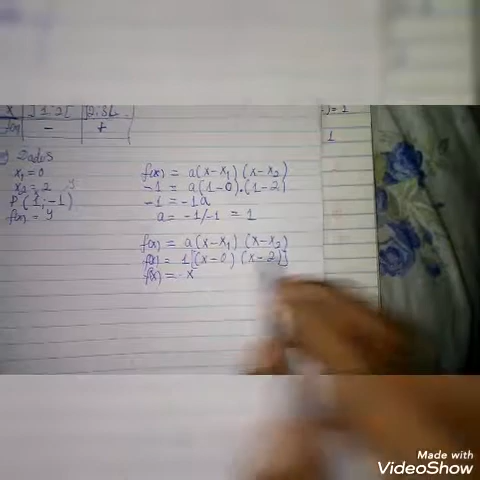 x
f(x) - +
Dados
x1 = 0
x2 = 2
P(1; -1)
f(x) = y
f(x) = a(x-x1)(x-x2)
-1 = a(1-0).(1-2)
-1 = -1a
a = -1/-1 = 1
f(x) = a(x-x1)(x-x2)
f(x) = 1[(x-0)(x-2)]
f(x) = x
1
Made with
VideoShow